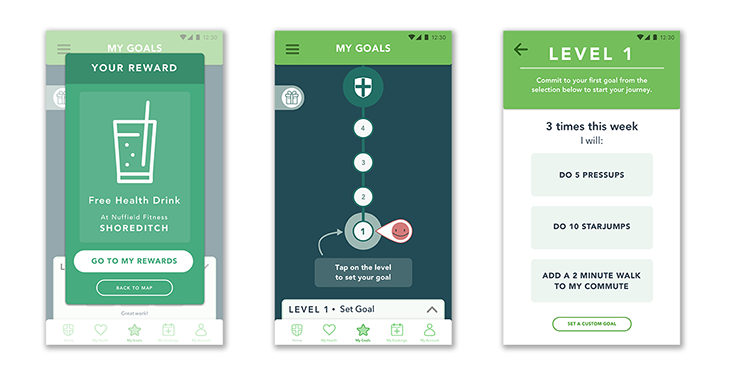 12:30
MY GOALS
YOUR REWARD
Free Health Drink
At Nuffield Fitness
SHOREDITCH
GO TO MY REWARDS
BACK TO MAP
Great work!
Home
My Health
My Goals
My Bookings
My Account
12:30
MY GOALS
4
3
2
1
Tap on the level
to set your goal
LEVEL 1 • Set Goal
Home
My Health
My Goals
My Bookings
My Account
12:30
LEVEL 1
Commit to your first goal from the
selection below to start your journey.
3 times this week
I will:
DO 5 PRESSUPS
DO 10 STARJUMPS
ADD A 2 MINUTE WALK
TO MY COMMUTE
SET A CUSTOM GOAL